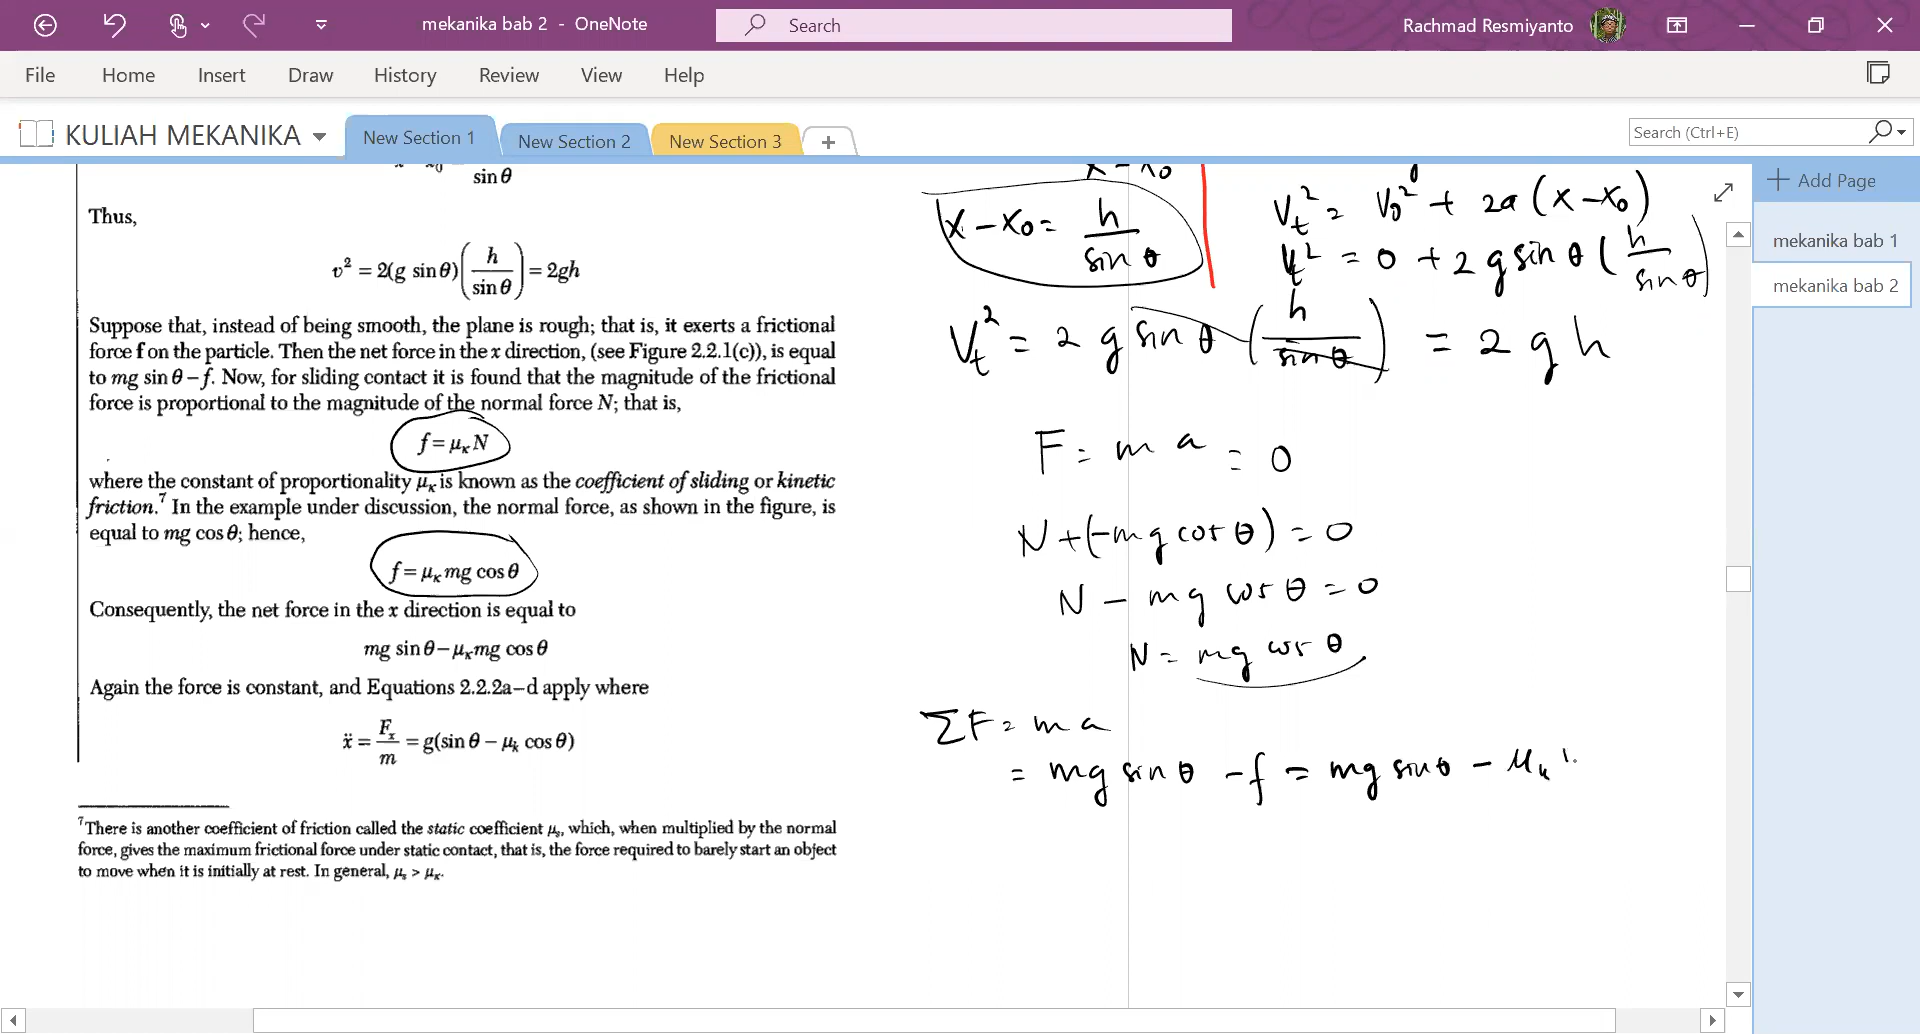 mekanika bab 2 - OneNote
Search
Rachmad Resmiyanto
File Home Insert Draw History Review View Help
KULIAH MEKANIKA
New Section 1
New Section 2
New Section 3
Search (Ctrl+E)
Add Page
mekanika bab 1
mekanika bab 2
sin θ
Thus,
v² = 2(g sin θ)(h / sin θ) = 2gh
Suppose that, instead of being smooth, the plane is rough; that is, it exerts a frictional
force f on the particle. Then the net force in the x direction, (see Figure 2.2.1(c)), is equal
to mg sin θ – f. Now, for sliding contact it is found that the magnitude of the frictional
force is proportional to the magnitude of the normal force N; that is,
f = μₖN
where the constant of proportionality μₖ is known as the coefficient of sliding or kinetic
friction.⁷ In the example under discussion, the normal force, as shown in the figure, is
equal to mg cos θ; hence,
f = μₖ mg cos θ
Consequently, the net force in the x direction is equal to
mg sin θ – μₖmg cos θ
Again the force is constant, and Equations 2.2.2a–d apply where
ẍ = Fₓ / m = g(sin θ – μₖ cos θ)
⁷There is another coefficient of friction called the static coefficient μₛ, which, when multiplied by the normal
force, gives the maximum frictional force under static contact, that is, the force required to barely start an object
to move when it is initially at rest. In general, μₛ > μₖ.
x – x₀
x – x₀ = h / sin θ
Vₜ² = V₀² + 2a (x – x₀)
Vₜ² = 0 + 2 g sin θ (h / sin θ)
Vₜ² = 2 g sin θ (h / sin θ) = 2 g h
F = m a = 0
N + (–mg cos θ) = 0
N – mg cos θ = 0
N = mg cos θ
ΣF = m a
= mg sin θ – f = mg sin θ – μₖ